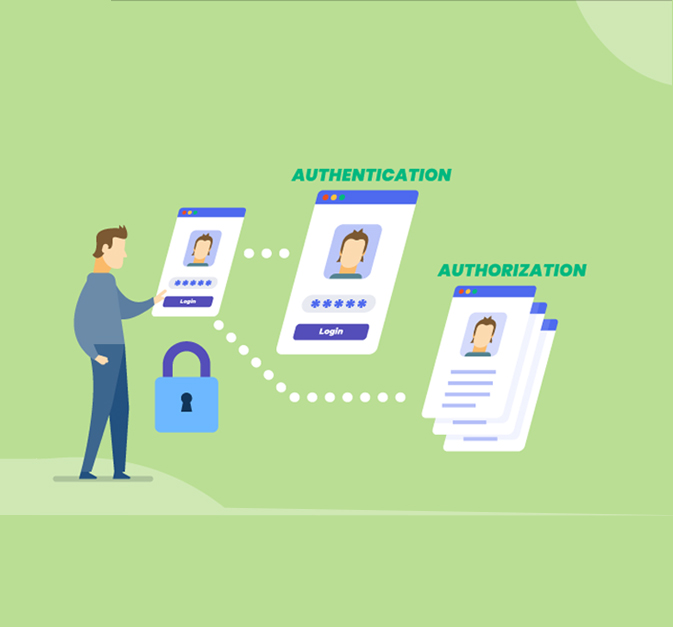 AUTHENTICATION
AUTHORIZATION
*****
Login
*****
Login